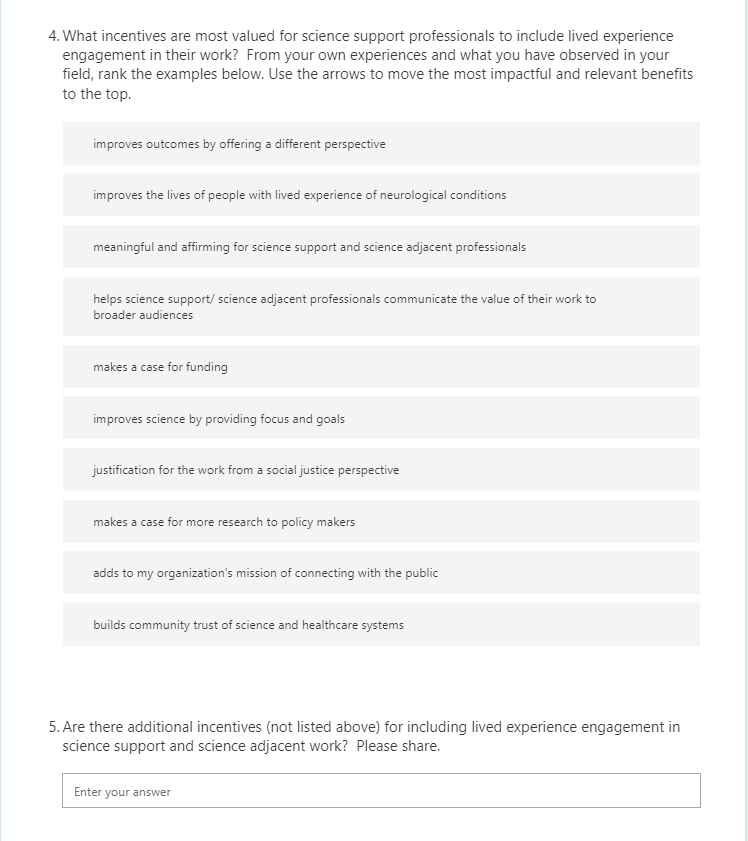 4. What incentives are most valued for science support professionals to include lived experience
engagement in their work?  From your own experiences and what you have observed in your
field, rank the examples below. Use the arrows to move the most impactful and relevant benefits
to the top.
improves outcomes by offering a different perspective
improves the lives of people with lived experience of neurological conditions
meaningful and affirming for science support and science adjacent professionals
helps science support/ science adjacent professionals communicate the value of their work to
broader audiences
makes a case for funding
improves science by providing focus and goals
justification for the work from a social justice perspective
makes a case for more research to policy makers
adds to my organization's mission of connecting with the public
builds community trust of science and healthcare systems
5. Are there additional incentives (not listed above) for including lived experience engagement in
science support and science adjacent work?  Please share.
Enter your answer